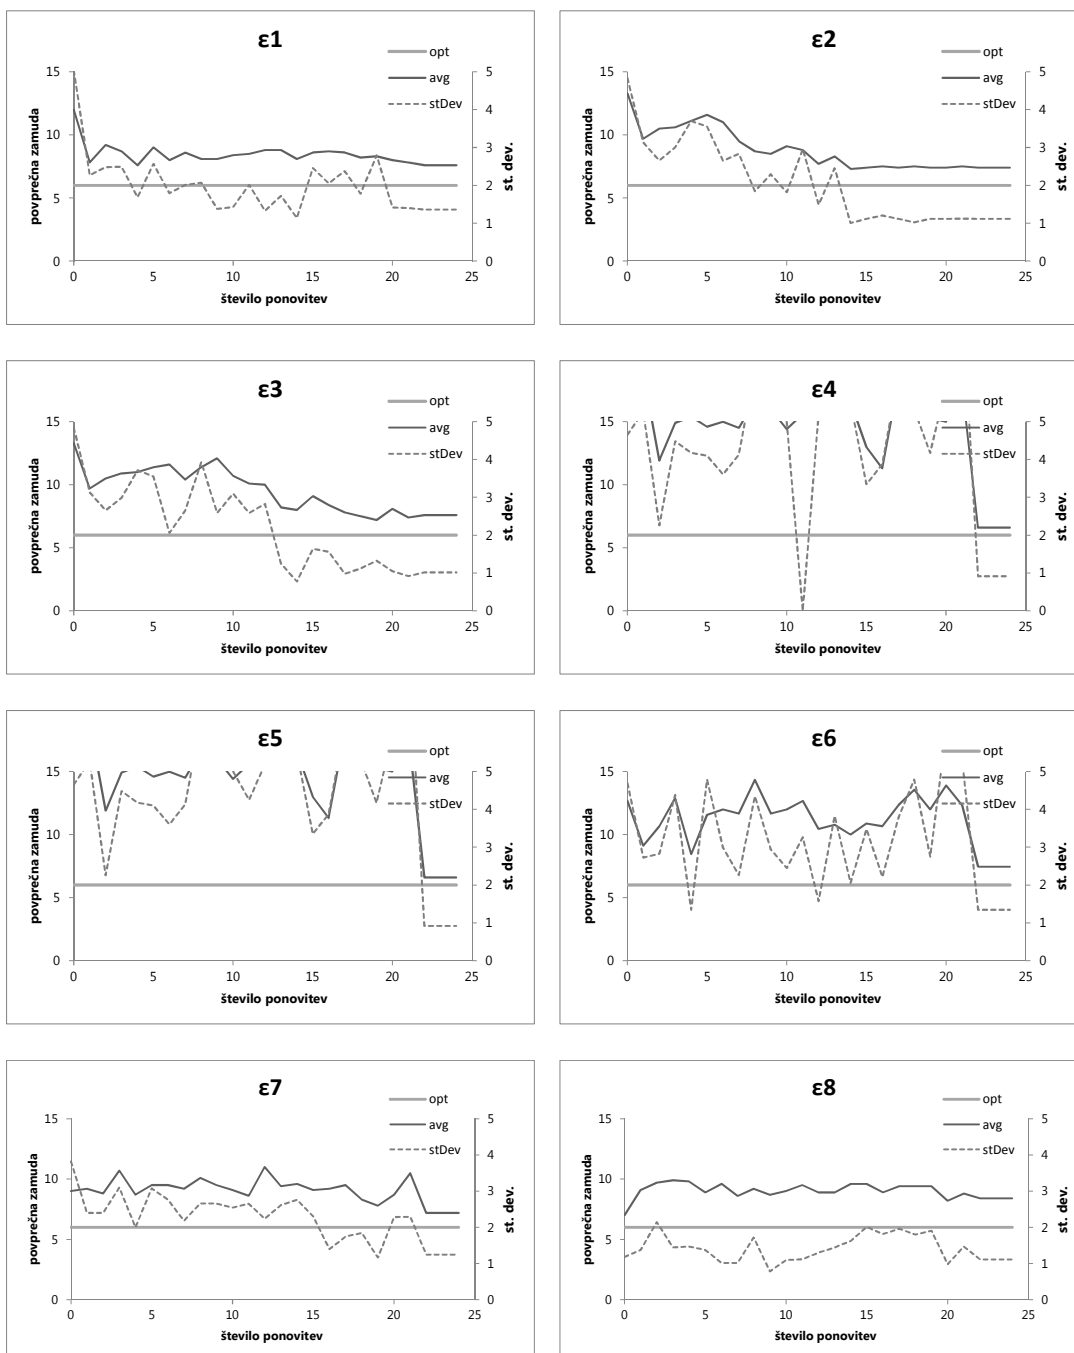 ε1
opt
avg
stDev
15
10
5
0
5
4
3
2
1
0
0 5 10 15 20 25
povprečna zamuda
st. dev.
število ponovitev
ε2
opt
avg
stDev
15
10
5
0
5
4
3
2
1
0
0 5 10 15 20 25
povprečna zamuda
st. dev.
število ponovitev
ε3
opt
avg
stDev
15
10
5
0
5
4
3
2
1
0
0 5 10 15 20 25
povprečna zamuda
st. dev.
število ponovitev
ε4
opt
avg
stDev
15
10
5
0
5
4
3
2
1
0
0 5 10 15 20 25
povprečna zamuda
st. dev.
število ponovitev
ε5
opt
avg
stDev
15
10
5
0
5
4
3
2
1
0
0 5 10 15 20 25
povprečna zamuda
st. dev.
število ponovitev
ε6
opt
avg
stDev
15
10
5
0
5
4
3
2
1
0
0 5 10 15 20 25
povprečna zamuda
st. dev.
število ponovitev
ε7
opt
avg
stDev
15
10
5
0
5
4
3
2
1
0
0 5 10 15 20 25
povprečna zamuda
st. dev.
število ponovitev
ε8
opt
avg
stDev
15
10
5
0
5
4
3
2
1
0
0 5 10 15 20 25
povprečna zamuda
st. dev.
število ponovitev